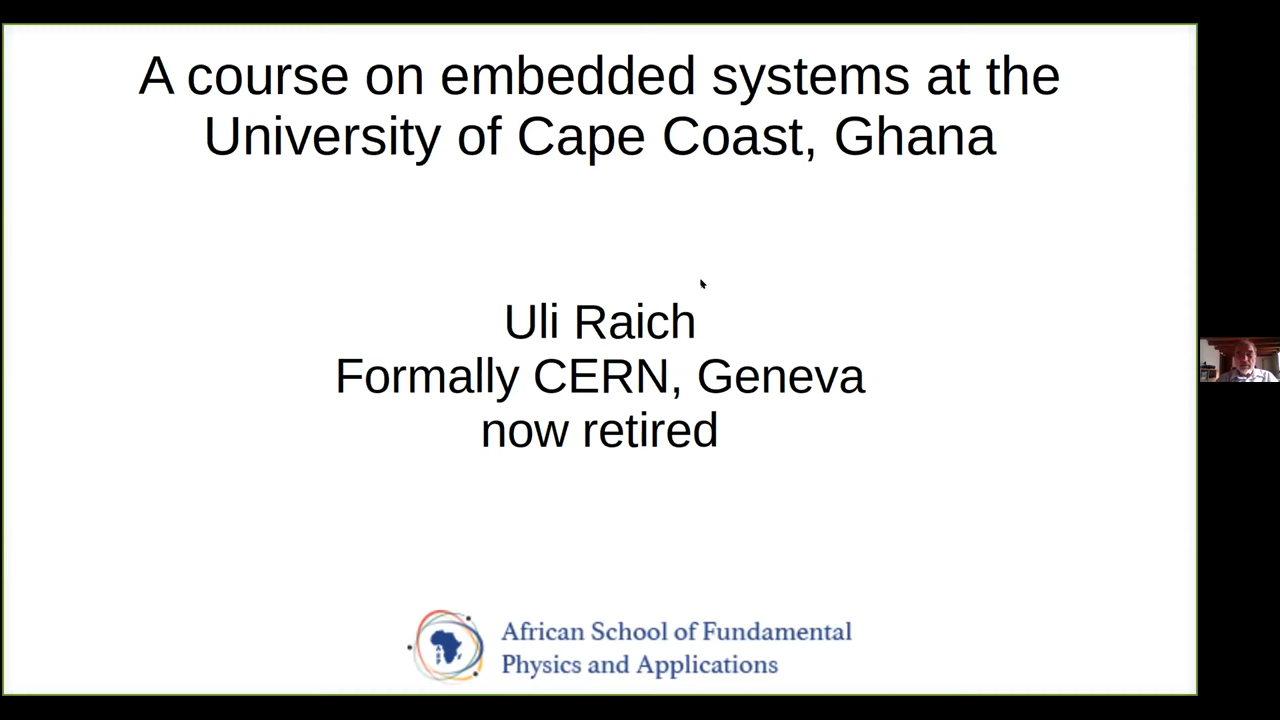 A course on embedded systems at the
University of Cape Coast, Ghana
Uli Raich
Formally CERN, Geneva
now retired
African School of Fundamental
Physics and Applications